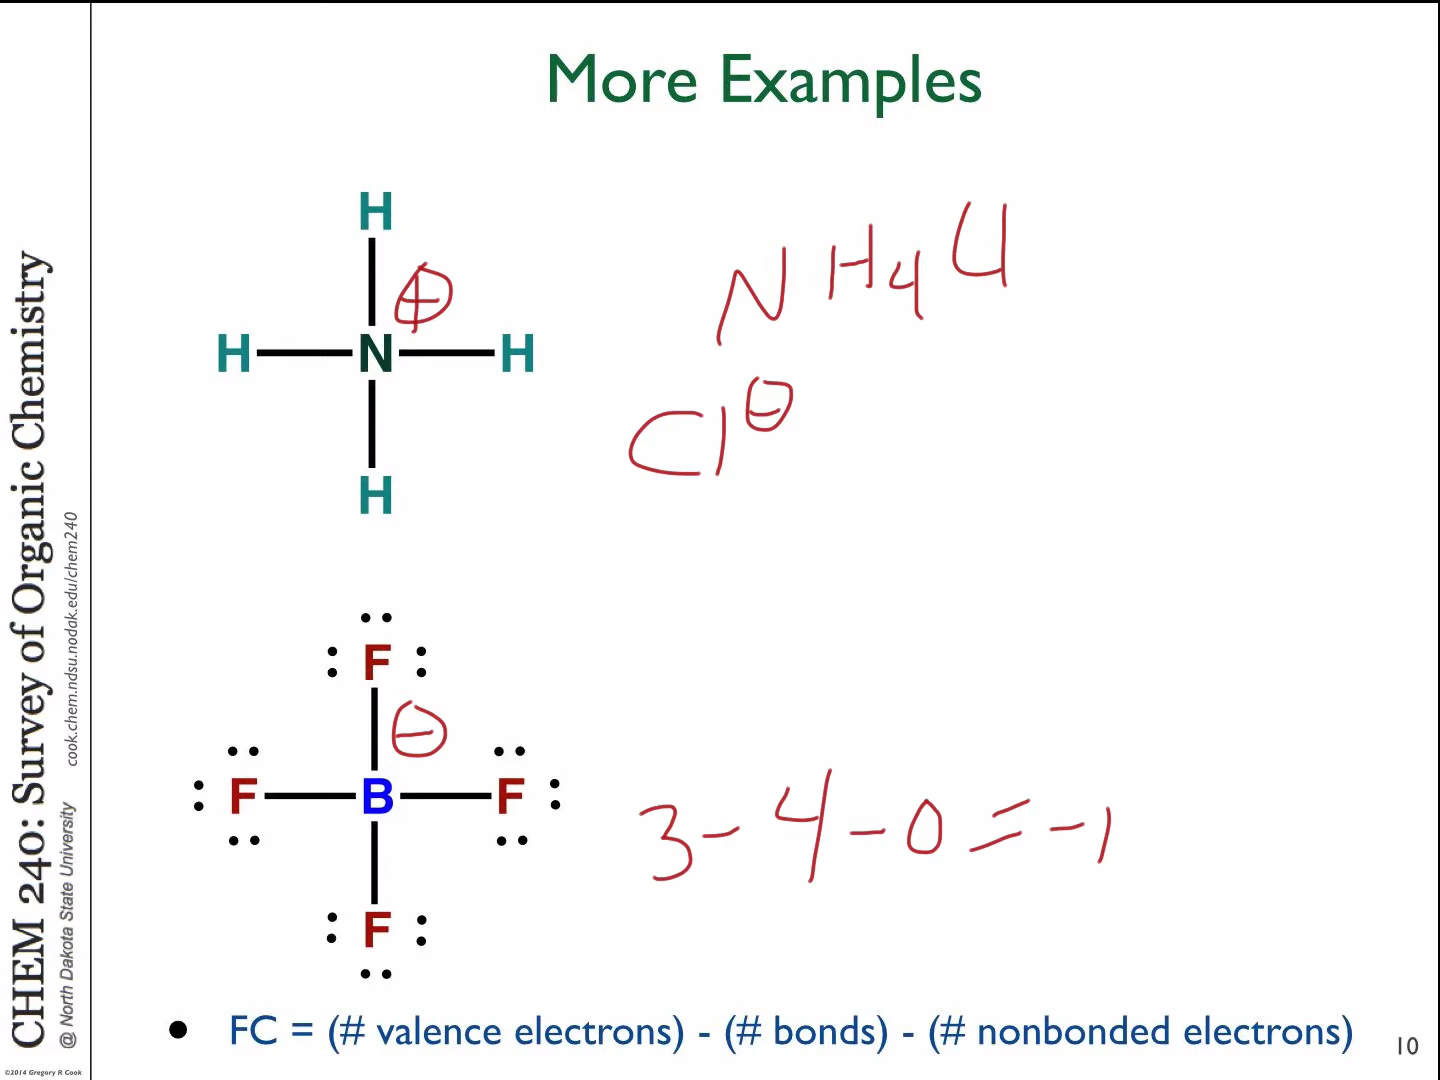 More Examples
H
H N ⊕ H
H
NH4Cl
Cl⊖
F
F B ⊖ F
F
3 - 4 - 0 = -1
• FC = (# valence electrons) - (# bonds) - (# nonbonded electrons)
10
CHEM 240: Survey of Organic Chemistry
@ North Dakota State University cook.chem.ndsu.nodak.edu/chem240
©2014 Gregory R Cook